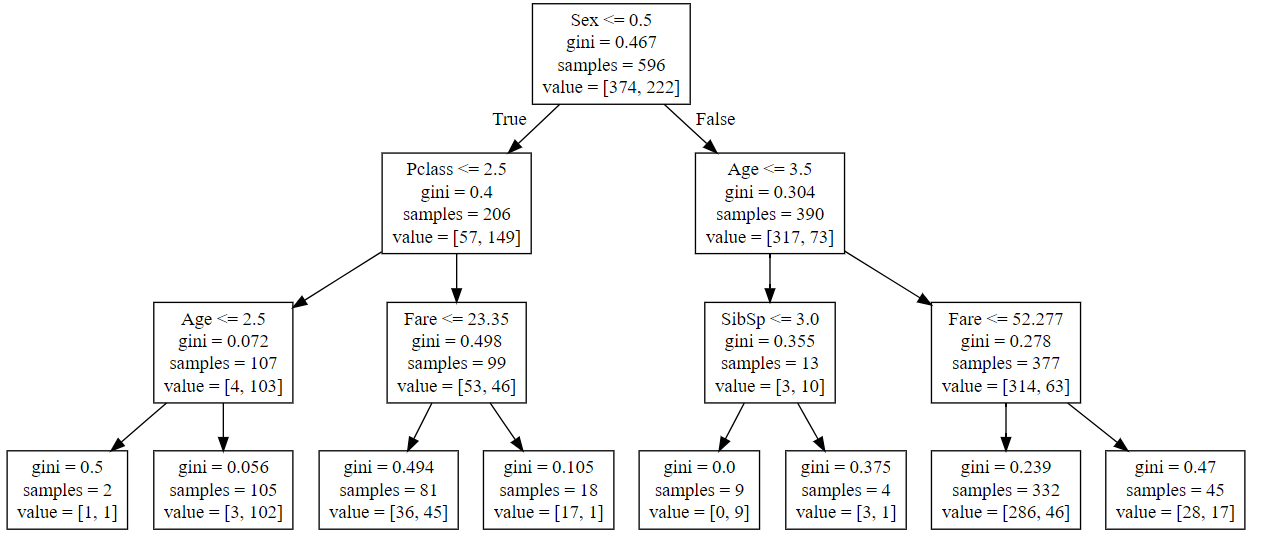 Sex <= 0.5
gini = 0.467
samples = 596
value = [374, 222]
True
False
Pclass <= 2.5
gini = 0.4
samples = 206
value = [57, 149]
Age <= 3.5
gini = 0.304
samples = 390
value = [317, 73]
Age <= 2.5
gini = 0.072
samples = 107
value = [4, 103]
Fare <= 23.35
gini = 0.498
samples = 99
value = [53, 46]
SibSp <= 3.0
gini = 0.355
samples = 13
value = [3, 10]
Fare <= 52.277
gini = 0.278
samples = 377
value = [314, 63]
gini = 0.5
samples = 2
value = [1, 1]
gini = 0.056
samples = 105
value = [3, 102]
gini = 0.494
samples = 81
value = [36, 45]
gini = 0.105
samples = 18
value = [17, 1]
gini = 0.0
samples = 9
value = [0, 9]
gini = 0.375
samples = 4
value = [3, 1]
gini = 0.239
samples = 332
value = [286, 46]
gini = 0.47
samples = 45
value = [28, 17]